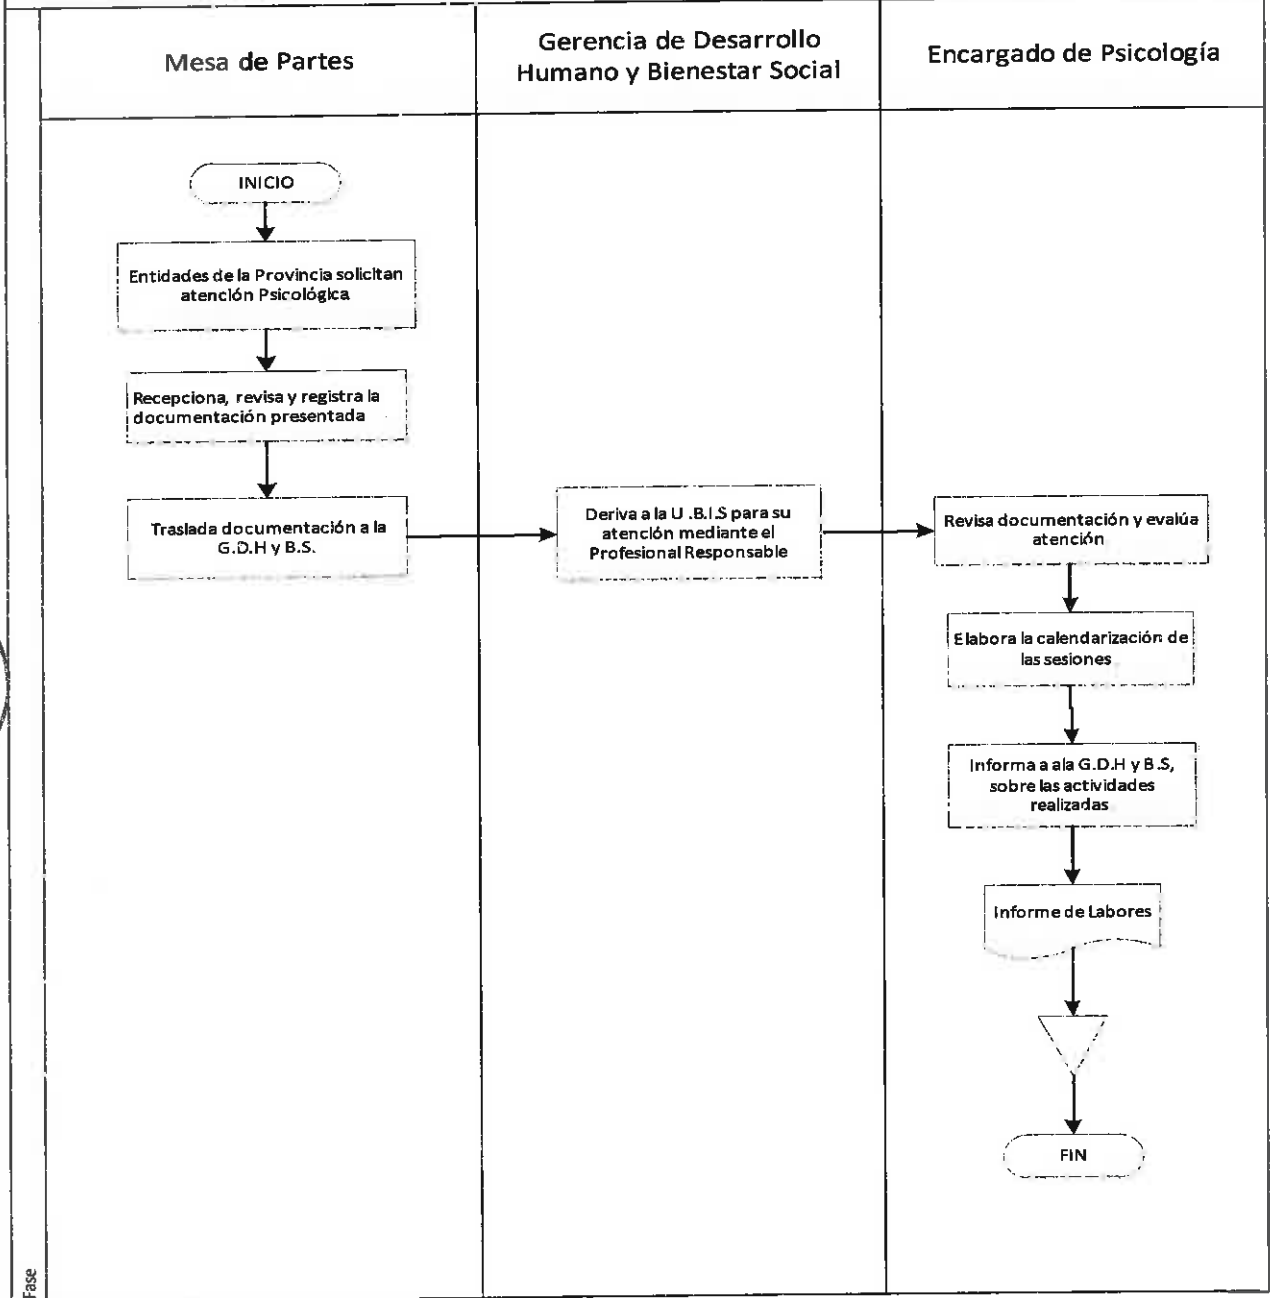 Mesa de Partes
Gerencia de Desarrollo
Humano y Bienestar Social
Encargado de Psicología
INICIO
Entidades de la Provincia solicitan
atención Psicológica
Recepciona, revisa y registra la
documentación presentada
Traslada documentación a la
G.D.H y B.S.
Deriva a la U.B.I.S para su
atención mediante el
Profesional Responsable
Revisa documentación y evalúa
atención
Elabora la calendarización de
las sesiones
Informa a ala G.D.H y B.S,
sobre las actividades
realizadas
Informe de Labores
FIN
Fase